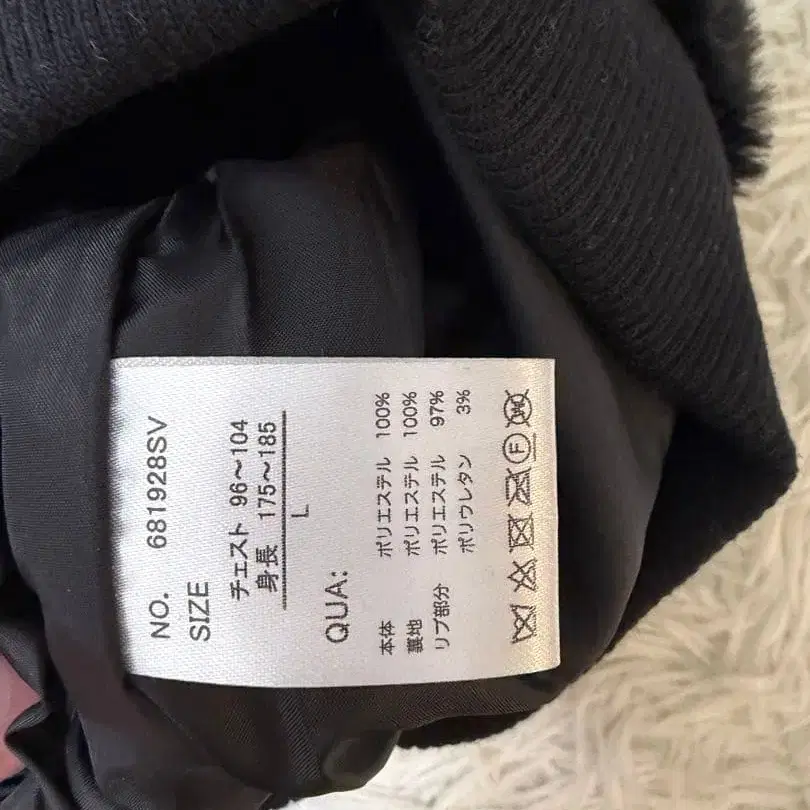 NO. 681928SV
SIZE
チェスト 96～104
身長 175～185
L
QUA:
本体 ポリエステル 100%
裏地 ポリエステル 100%
リブ部分 ポリエステル 97%
ポリウレタン 3%
F
W